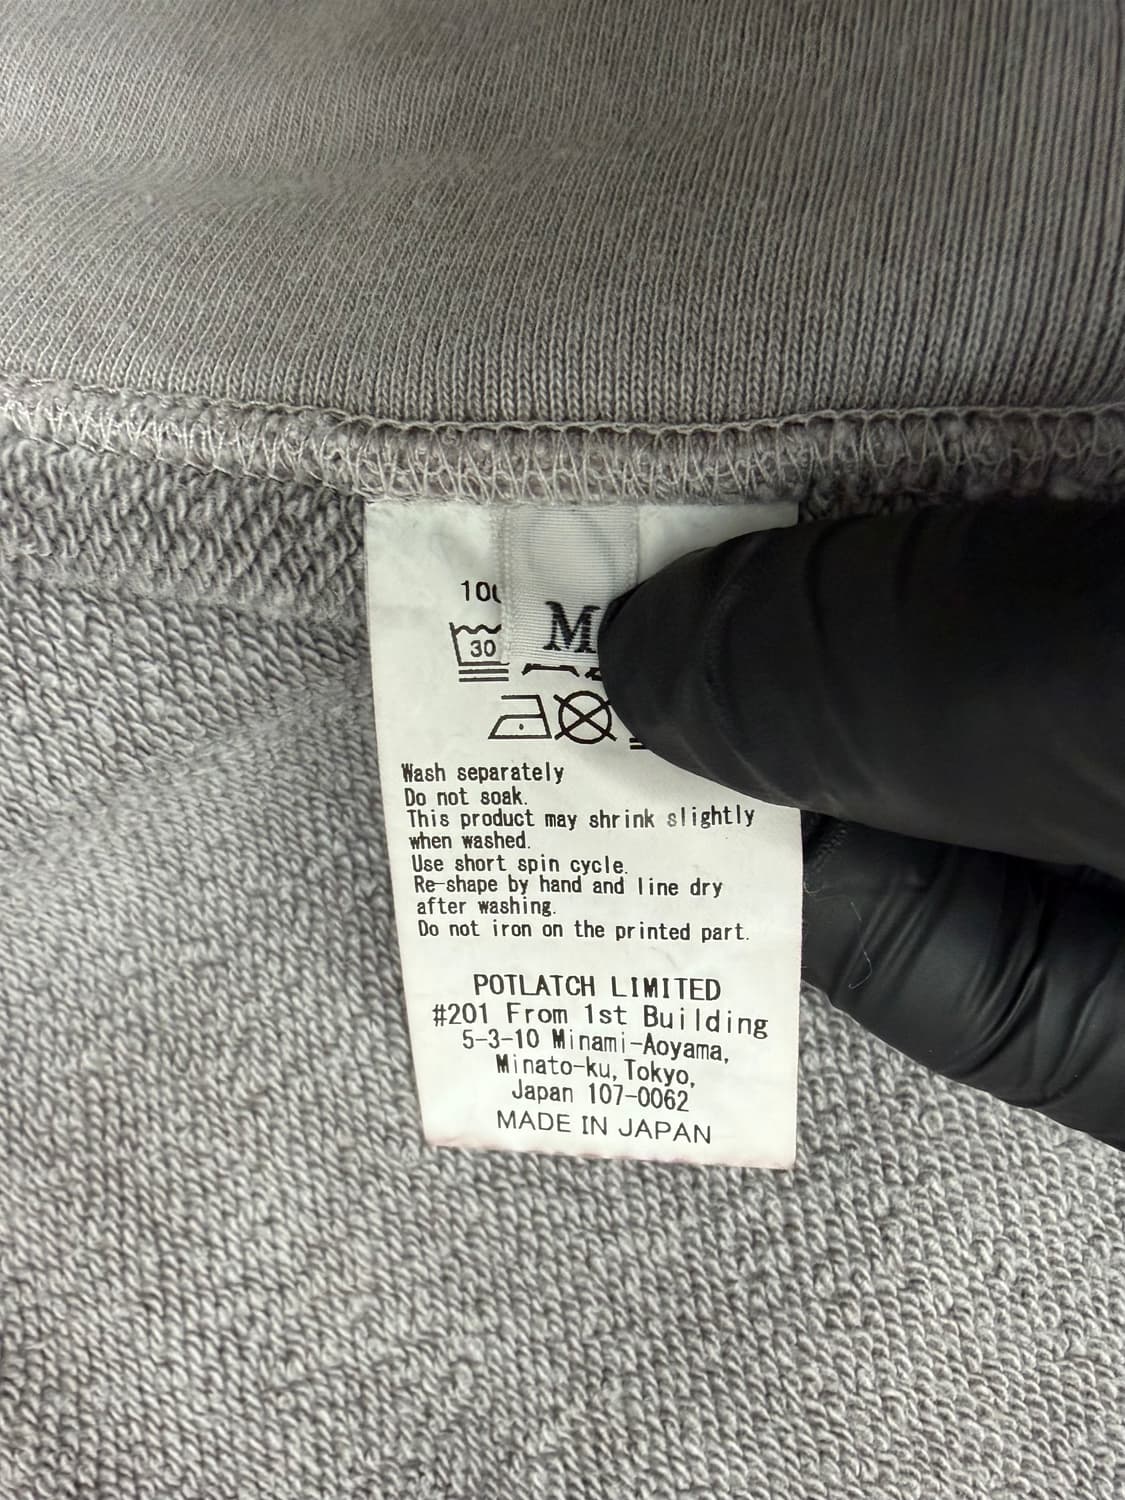 M
30
Wash separately
Do not soak.
This product may shrink slightly
when washed.
Use short spin cycle.
Re-shape by hand and line dry
after washing.
Do not iron on the printed part.
POTLATCH LIMITED
#201 From 1st Building
5-3-10 Minami-Aoyama,
Minato-ku, Tokyo,
Japan 107-0062
MADE IN JAPAN